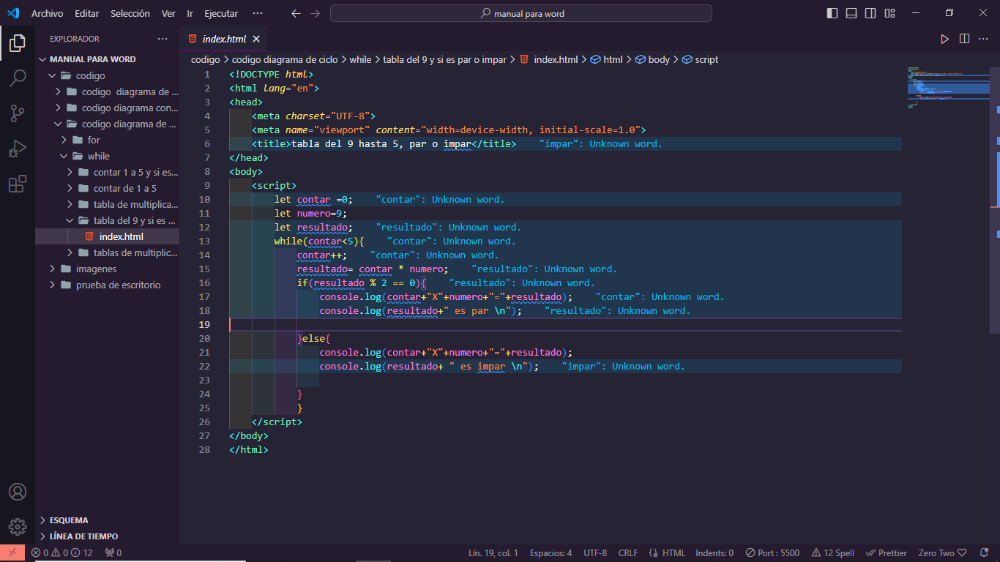 Archivo Editar Selección Ver Ir Ejecutar ··· manual para word
EXPLORADOR ···
MANUAL PARA WORD
codigo
codigo diagrama de ...
codigo diagrama con...
codigo diagrama de ...
for
while
contar 1 a 5 y si es...
contar de 1 a 5
tabla de multiplica...
tabla del 9 y si es ...
index.html
tablas de multiplic...
imagenes
prueba de escritorio
ESQUEMA
LÍNEA DE TIEMPO
index.html
codigo > codigo diagrama de ciclo > while > tabla del 9 y si es par o impar > index.html > html > body > script
1 <!DOCTYPE html>
2 <html lang="en">
3 <head>
4 <meta charset="UTF-8">
5 <meta name="viewport" content="width=device-width, initial-scale=1.0">
6 <title>tabla del 9 hasta 5, par o impar</title> "impar": Unknown word.
7 </head>
8 <body>
9 <script>
10 let contar =0; "contar": Unknown word.
11 let numero=9;
12 let resultado; "resultado": Unknown word.
13 while(contar<5){ "contar": Unknown word.
14 contar++; "contar": Unknown word.
15 resultado= contar * numero; "resultado": Unknown word.
16 if(resultado % 2 == 0){ "resultado": Unknown word.
17 console.log(contar+"X"+numero+"="+resultado); "contar": Unknown word.
18 console.log(resultado+" es par \n"); "resultado": Unknown word.
19
20 }else{
21 console.log(contar+"X"+numero+"="+resultado);
22 console.log(resultado+ " es impar \n"); "impar": Unknown word.
23
24 }
25 }
26 </script>
27 </body>
28 </html>
0 0 12 0 Lín. 19, col. 1 Espacios: 4 UTF-8 CRLF {} HTML Indents: 0 Port : 5500 12 Spell Prettier Zero Two